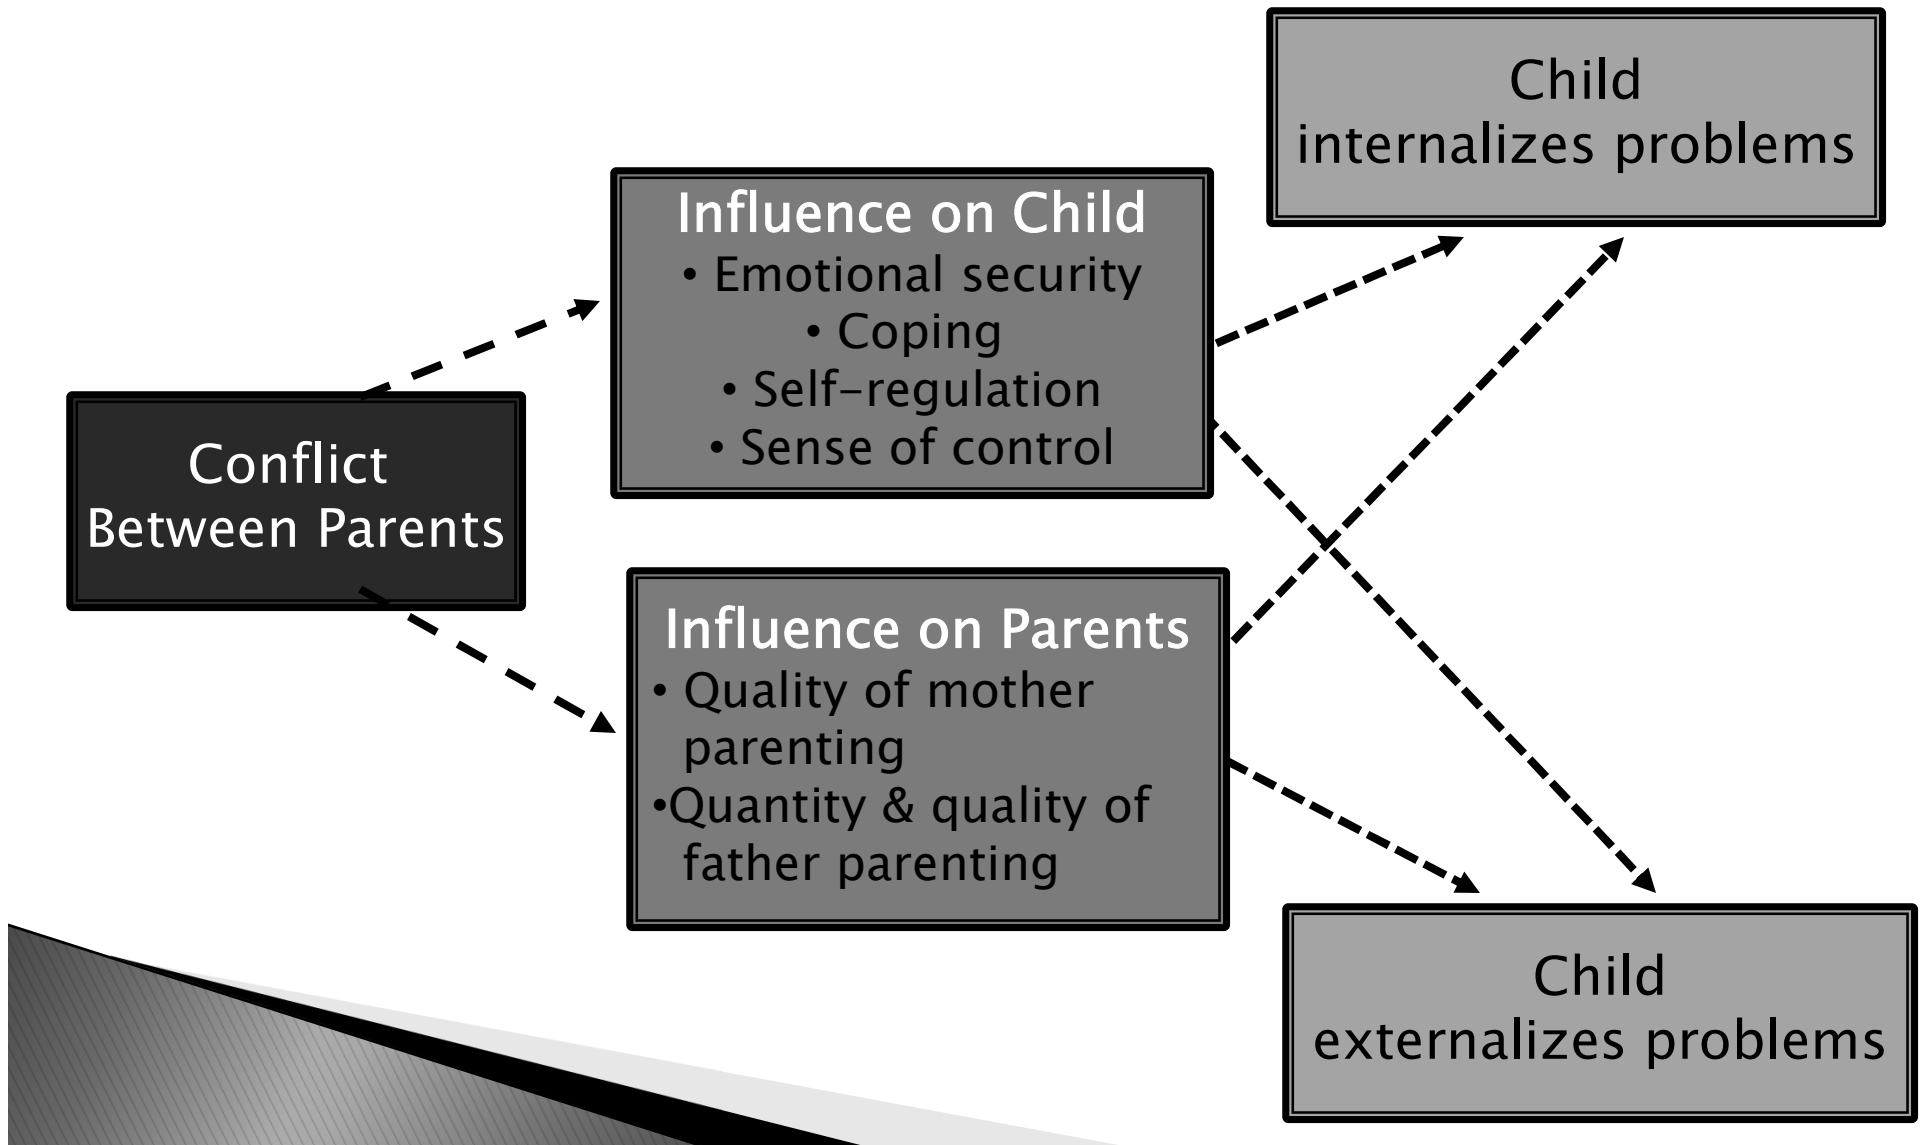 Conflict
Between Parents
Influence on Child
• Emotional security
• Coping
• Self-regulation
• Sense of control
Influence on Parents
• Quality of mother
parenting
•Quantity & quality of
father parenting
Child
internalizes problems
Child
externalizes problems